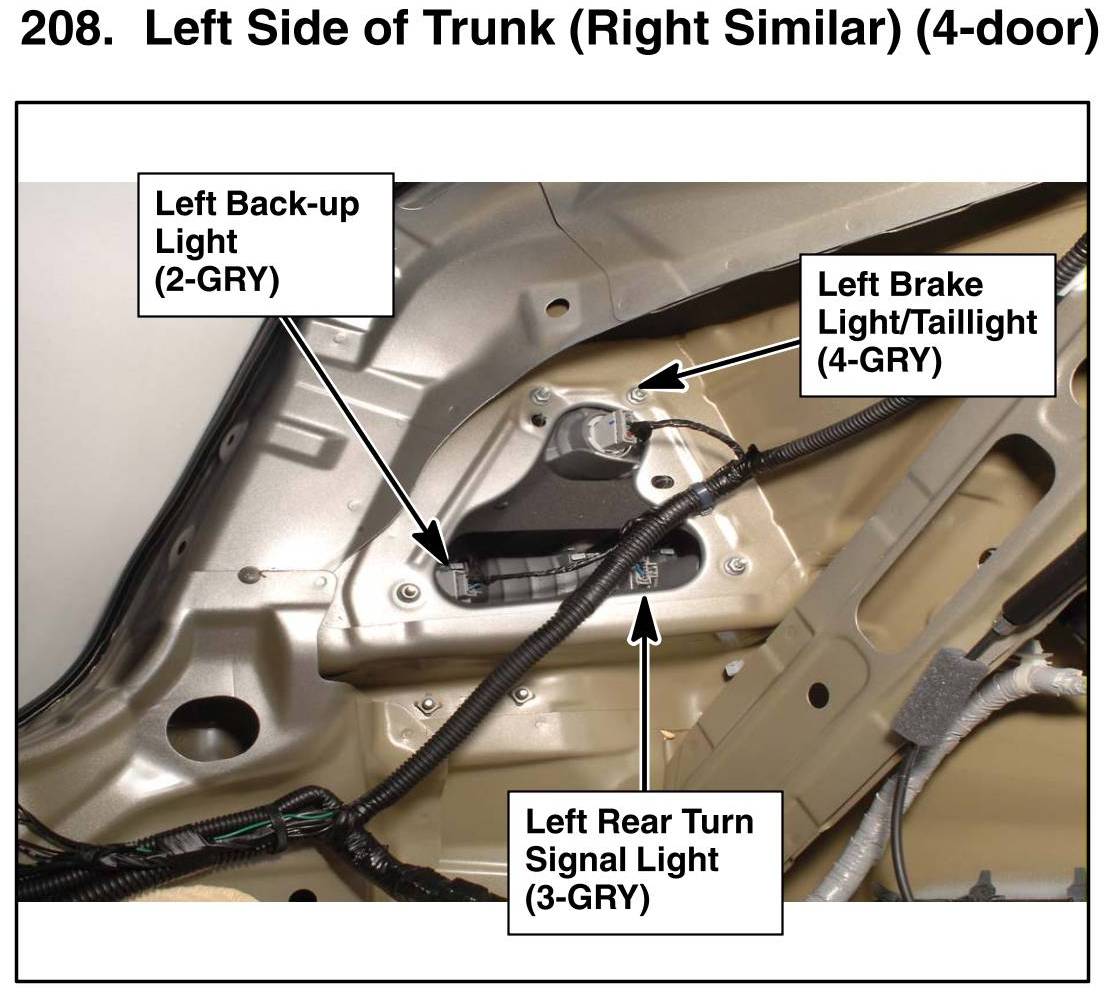 208. Left Side of Trunk (Right Similar) (4-door)
Left Back-up
Light
(2-GRY)
Left Brake
Light/Taillight
(4-GRY)
Left Rear Turn
Signal Light
(3-GRY)